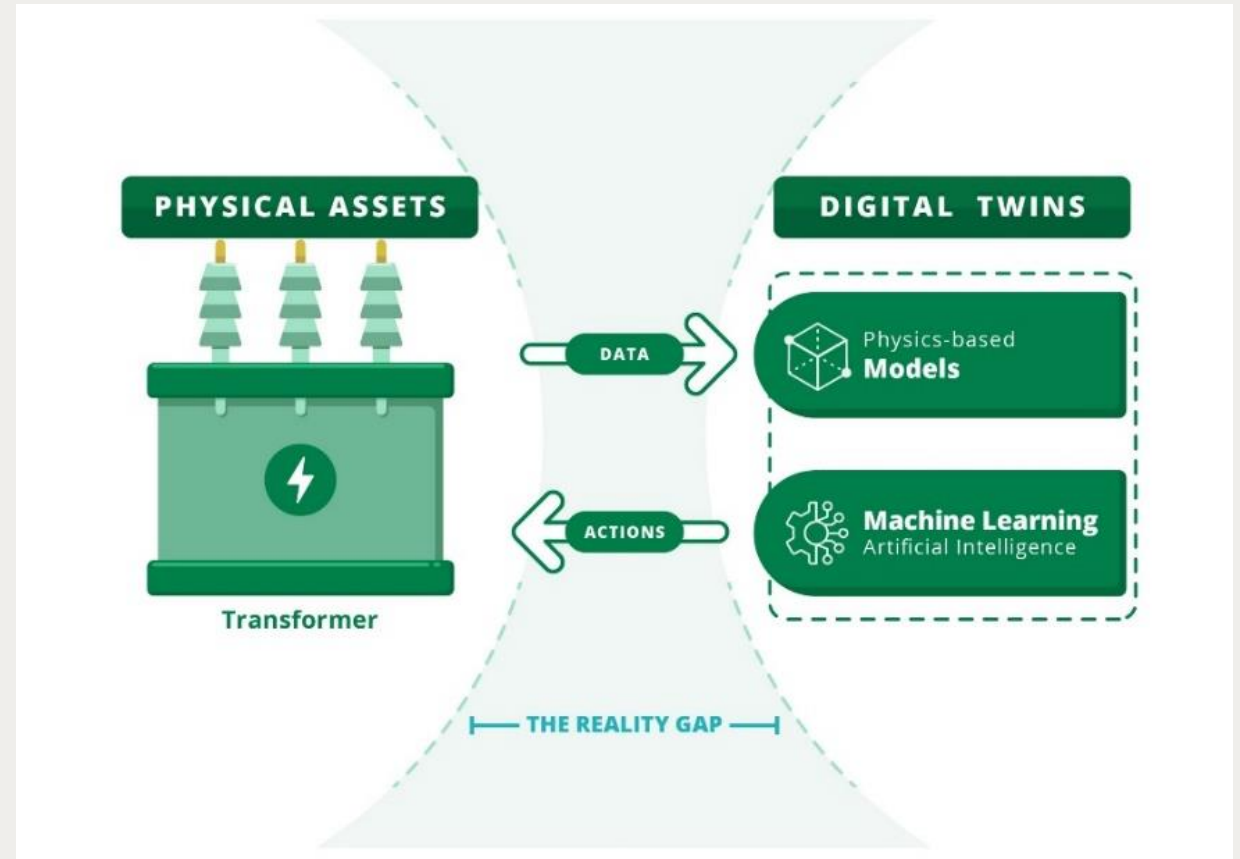 PHYSICAL ASSETS
DIGITAL TWINS
DATA
Physics-based
Models
ACTIONS
Machine Learning
Artificial Intelligence
Transformer
THE REALITY GAP